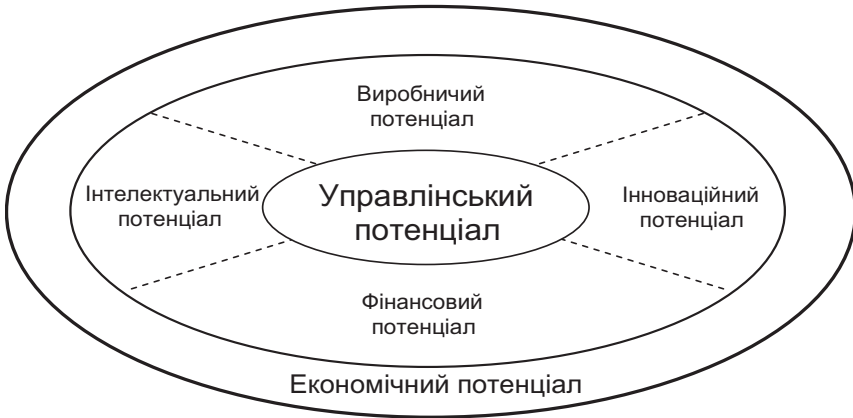 Виробничий
потенціал
Інтелектуальний
потенціал
Управлінський
потенціал
Інноваційний
потенціал
Фінансовий
потенціал
Економічний потенціал